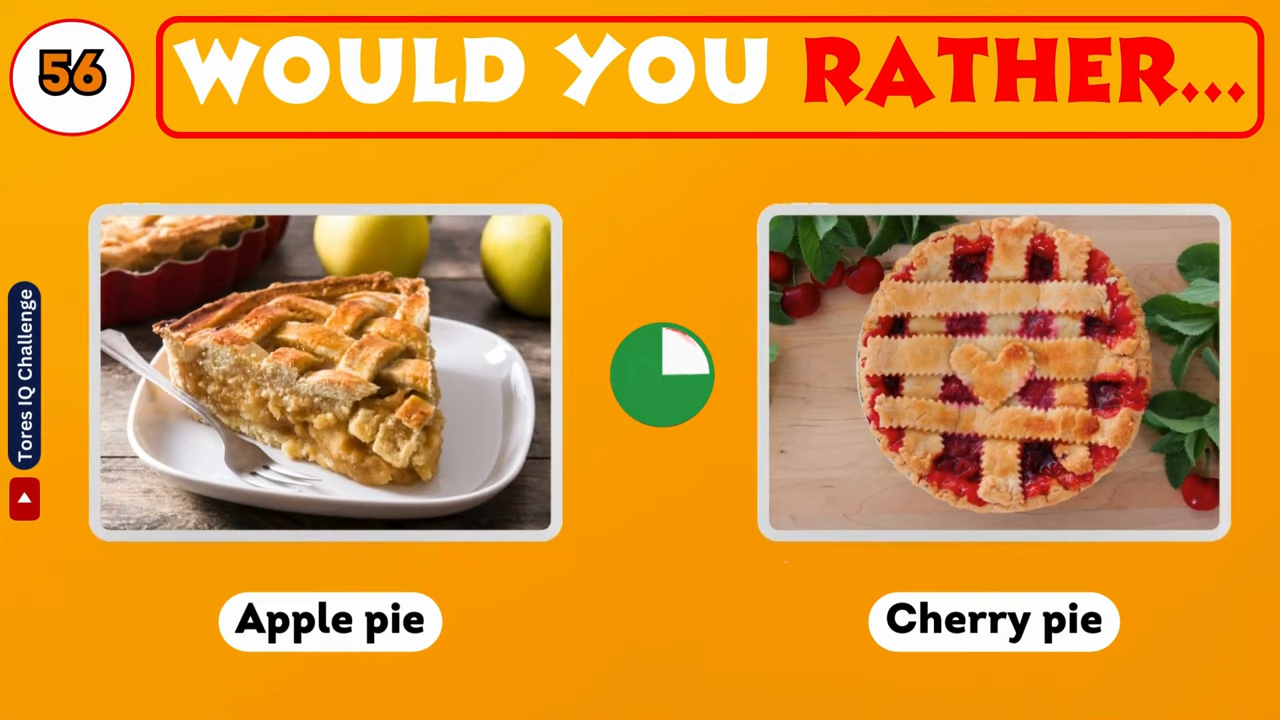 56
WOULD YOU RATHER...
Tores IQ Challenge
Apple pie
Cherry pie